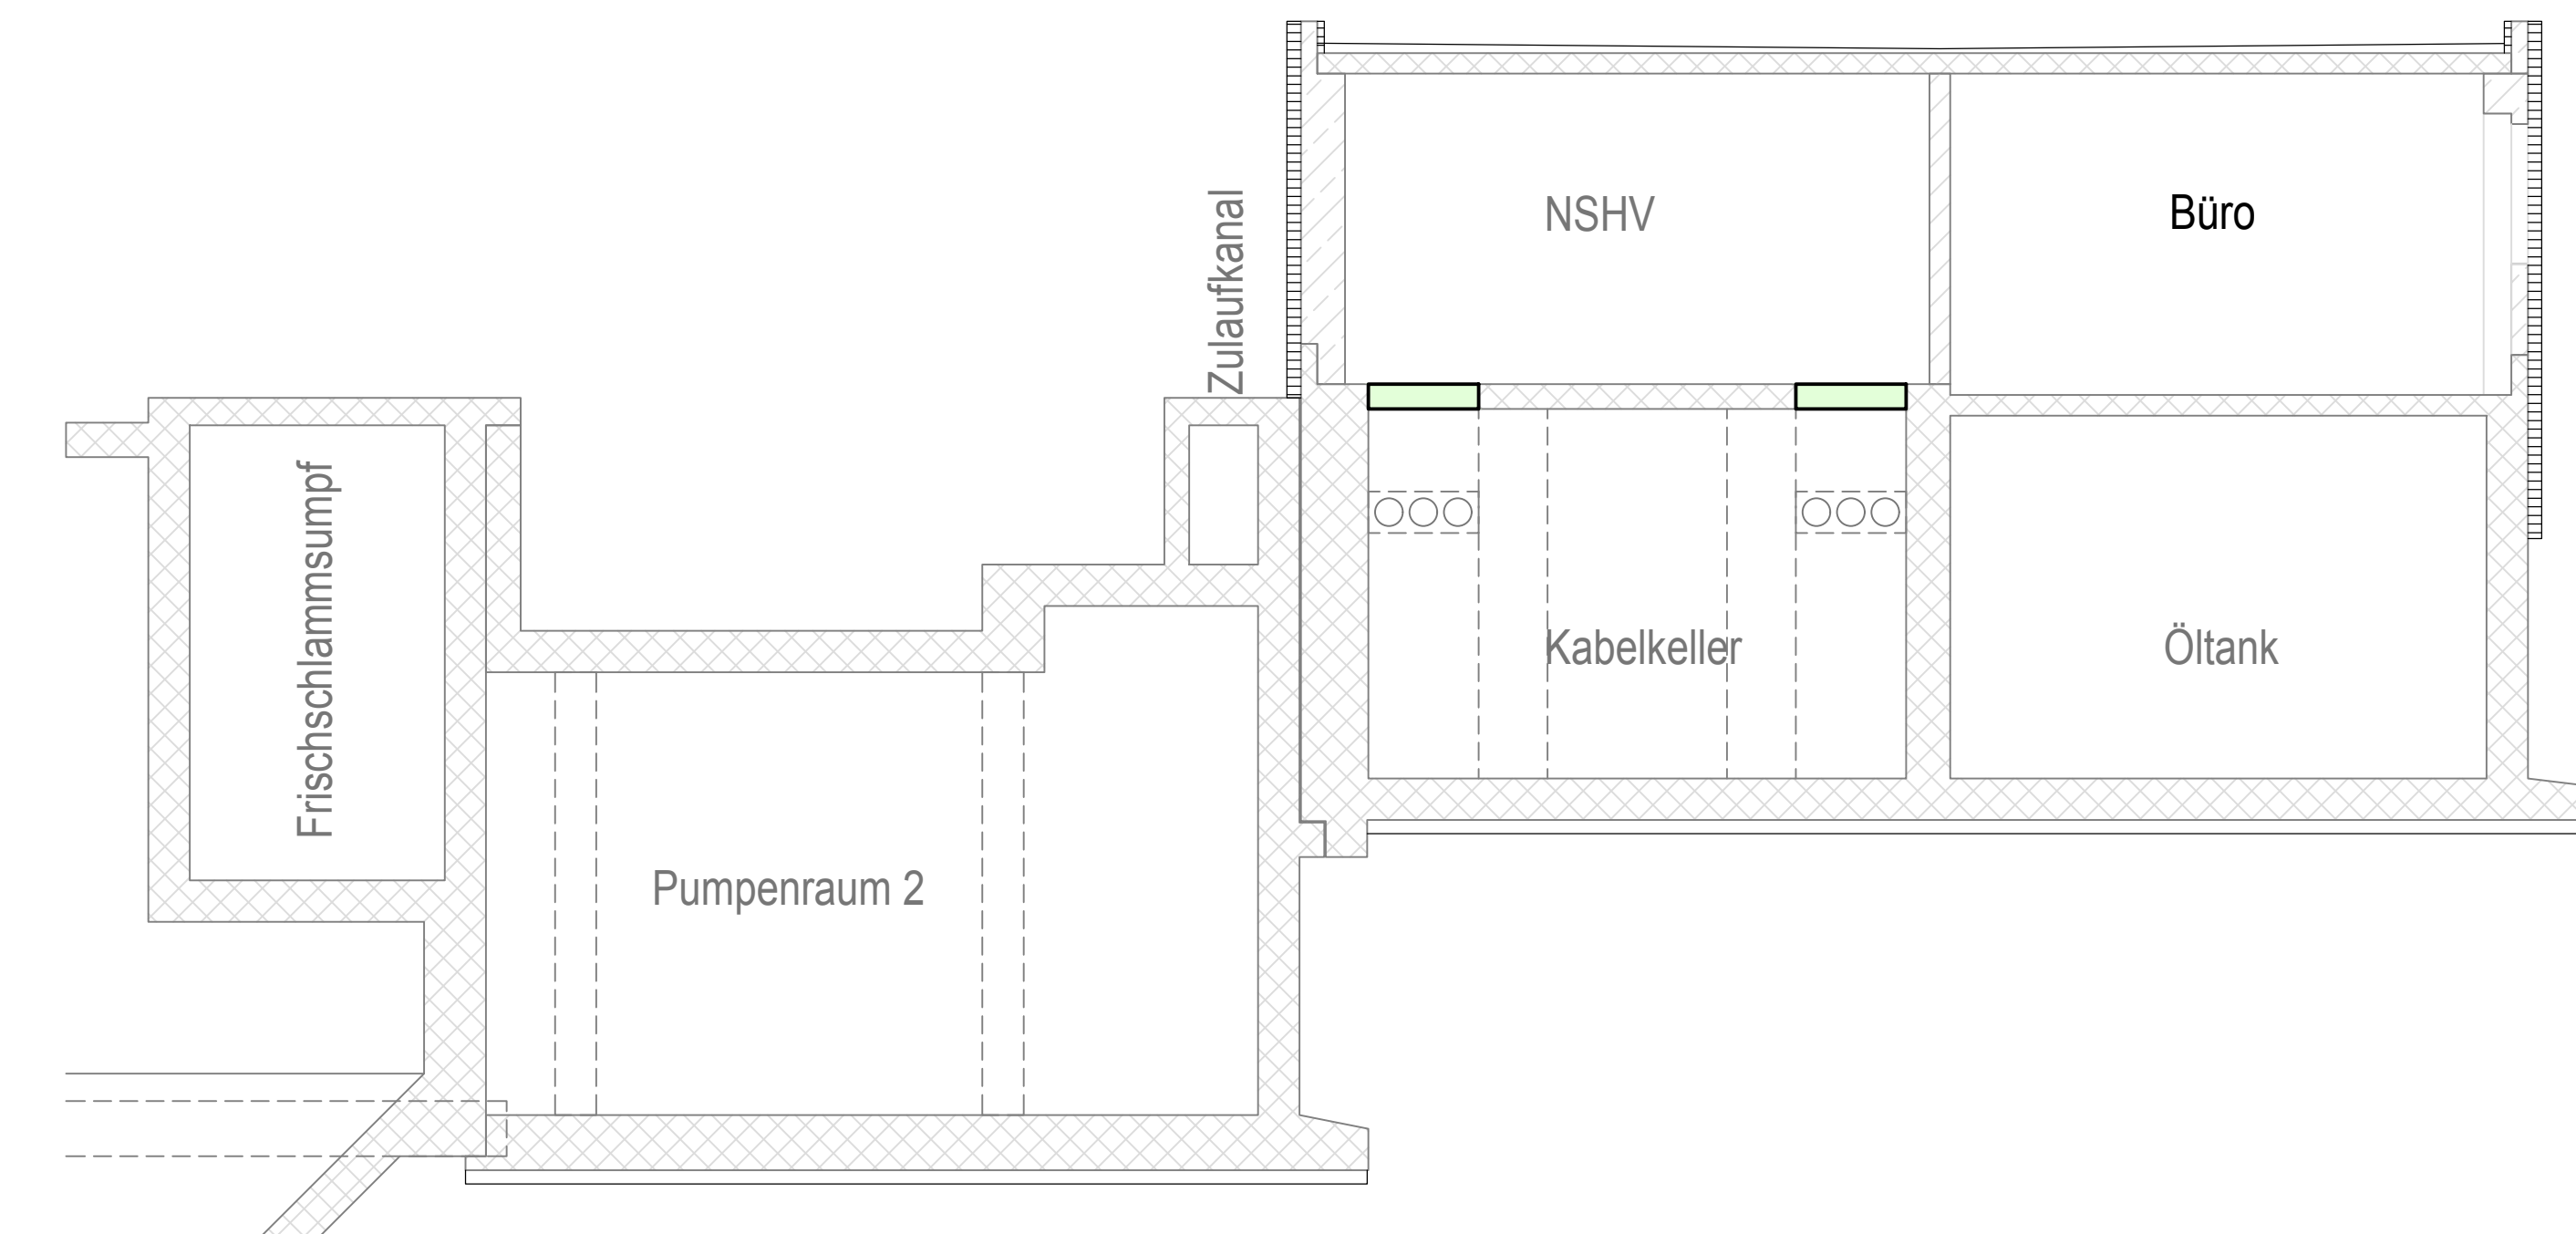 NSHV
Büro
Zulaufkanal
Frischschlammsumpf
Kabelkeller
Öltank
Pumpenraum 2